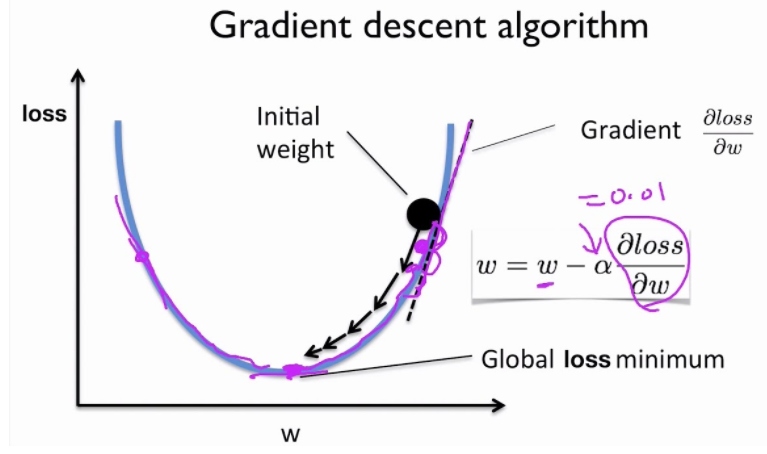 Gradient descent algorithm
loss
Initial
weight
Gradient ∂loss/∂w
=0.01
w = w − α ∂loss/∂w
Global loss minimum
w